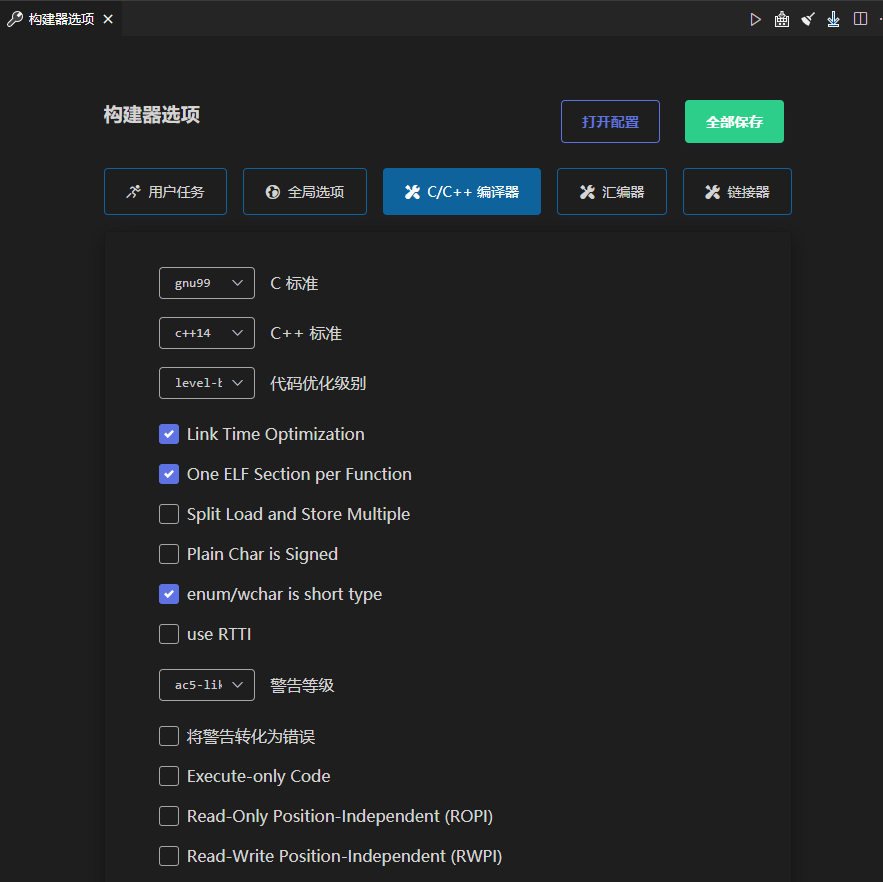 构建器选项
构建器选项
打开配置
全部保存
用户任务
全局选项
C/C++ 编译器
汇编器
链接器
gnu99 C 标准
c++14 C++ 标准
level-b 代码优化级别
Link Time Optimization
One ELF Section per Function
Split Load and Store Multiple
Plain Char is Signed
enum/wchar is short type
use RTTI
ac5-lik 警告等级
将警告转化为错误
Execute-only Code
Read-Only Position-Independent (ROPI)
Read-Write Position-Independent (RWPI)